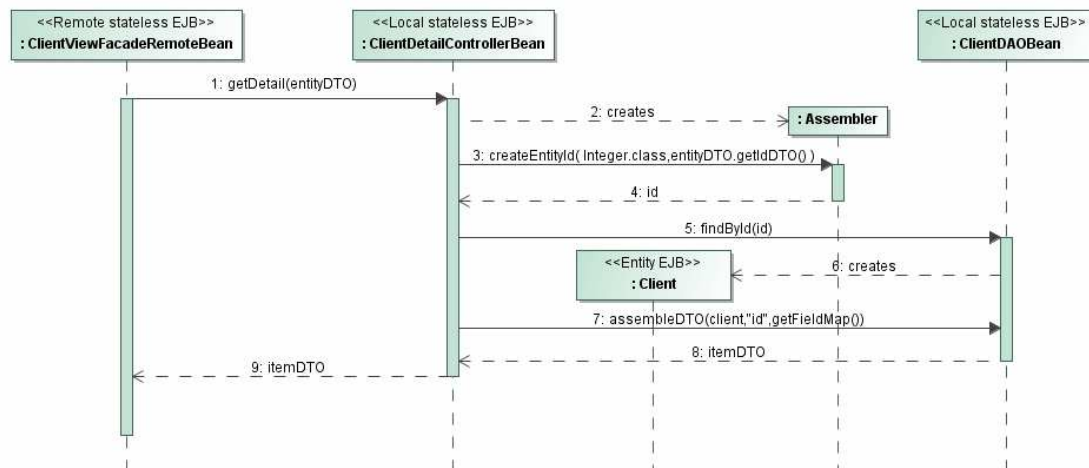 <<Remote stateless EJB>>
: ClientViewFacadeRemoteBean
<<Local stateless EJB>>
: ClientDetailControllerBean
<<Local stateless EJB>>
: ClientDAOBean
1: getDetail(entityDTO)
2: creates
: Assembler
3: createEntityId( Integer.class,entityDTO.getIdDTO() )
4: id
5: findById(id)
<<Entity EJB>>
: Client
6: creates
7: assembleDTO(client,"id",getFieldMap())
8: itemDTO
9: itemDTO